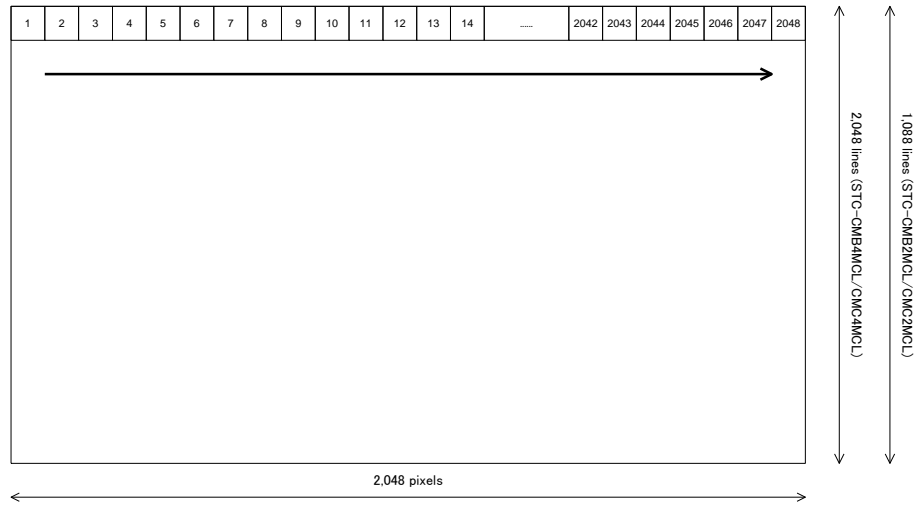 1 2 3 4 5 6 7 8 9 10 11 12 13 14 ...... 2042 2043 2044 2045 2046 2047 2048
2,048 lines (STC-CMB4MCL/CMC4MCL)
1,088 lines (STC-CMB2MCL/CMC2MCL)
2,048 pixels